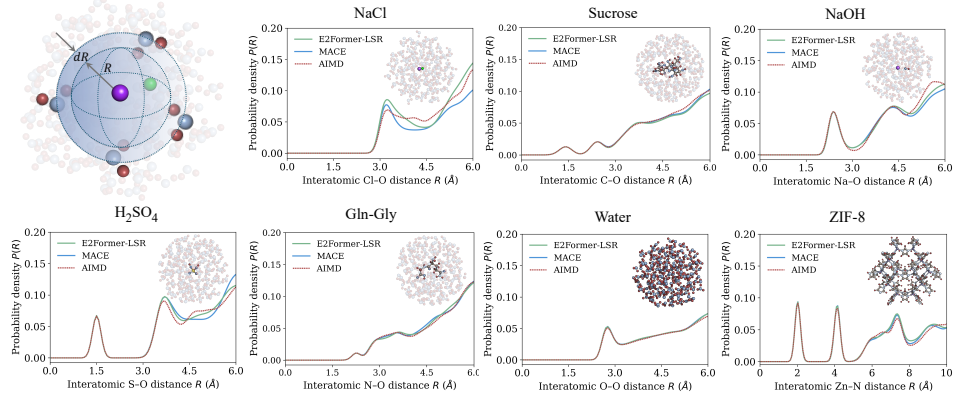 dR
R
NaCl
Probability density P(R)
0.20
0.15
0.10
0.05
0.00
E2Former-LSR
MACE
AIMD
0.0 1.5 3.0 4.5 6.0
Interatomic Cl–O distance R (Å)
Sucrose
Probability density P(R)
0.20
0.15
0.10
0.05
0.00
E2Former-LSR
MACE
AIMD
0.0 1.5 3.0 4.5 6.0
Interatomic C–O distance R (Å)
NaOH
Probability density P(R)
0.20
0.15
0.10
0.05
0.00
E2Former-LSR
MACE
AIMD
0.0 1.5 3.0 4.5 6.0
Interatomic Na–O distance R (Å)
H₂SO₄
Probability density P(R)
0.20
0.15
0.10
0.05
0.00
E2Former-LSR
MACE
AIMD
0.0 1.5 3.0 4.5 6.0
Interatomic S–O distance R (Å)
Gln-Gly
Probability density P(R)
0.20
0.15
0.10
0.05
0.00
E2Former-LSR
MACE
AIMD
0.0 1.5 3.0 4.5 6.0
Interatomic N–O distance R (Å)
Water
Probability density P(R)
0.20
0.15
0.10
0.05
0.00
E2Former-LSR
MACE
AIMD
0.0 1.5 3.0 4.5 6.0
Interatomic O–O distance R (Å)
ZIF-8
Probability density P(R)
0.20
0.15
0.10
0.05
0.00
E2Former-LSR
MACE
AIMD
0 2 4 6 8 10
Interatomic Zn–N distance R (Å)